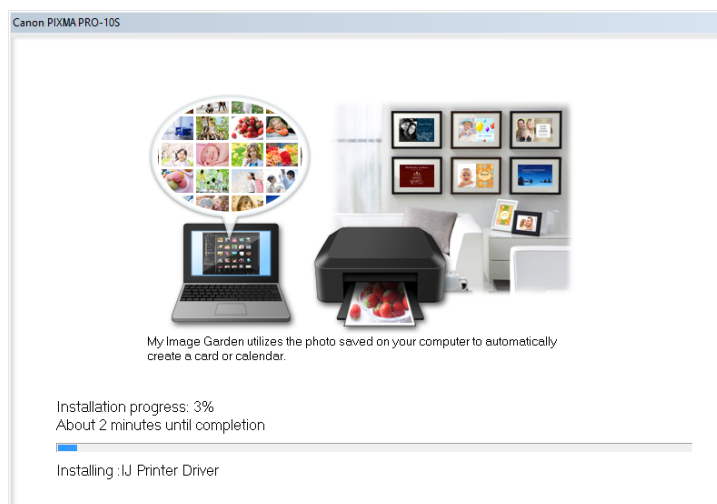 Canon PIXMA PRO-10S
My Image Garden utilizes the photo saved on your computer to automatically
create a card or calendar.
Installation progress: 3%
About 2 minutes until completion
Installing :IJ Printer Driver